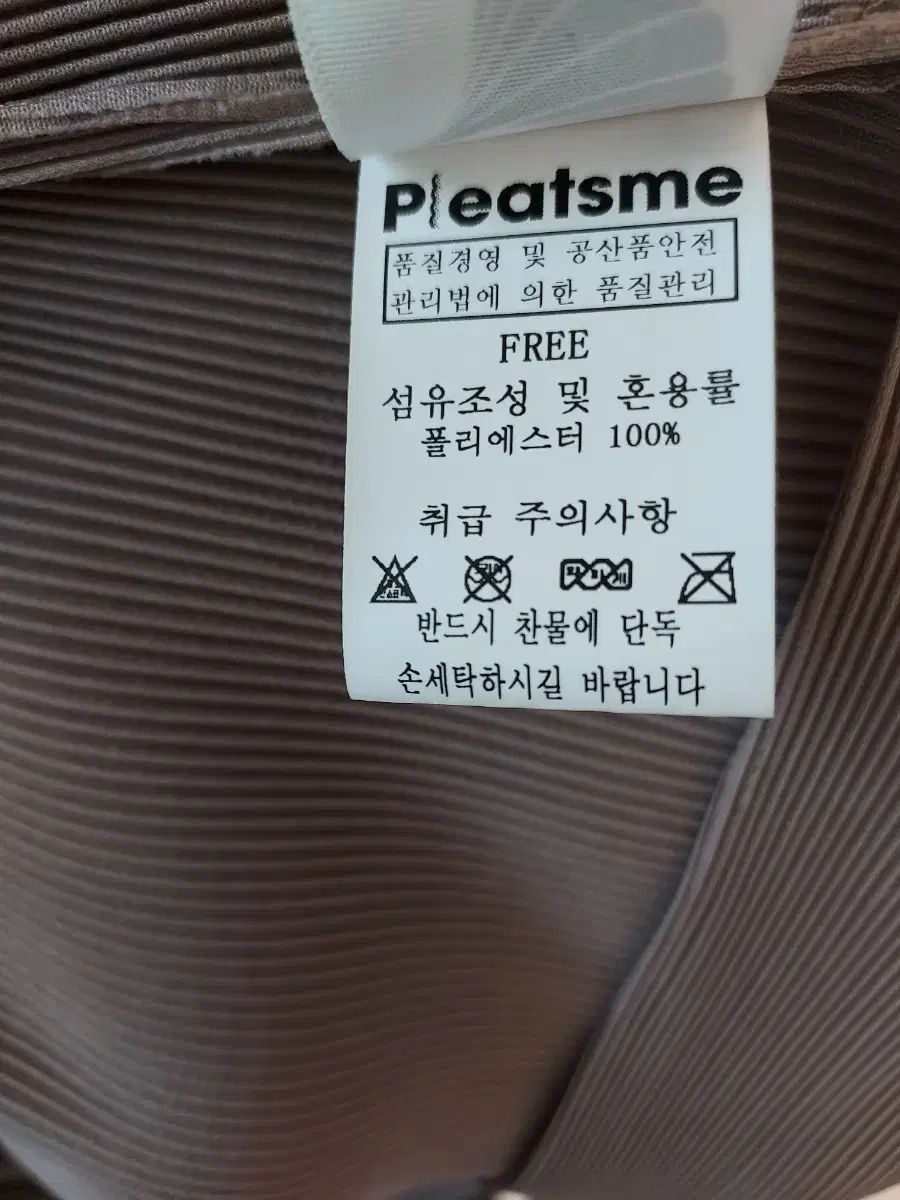 Pleatsme
품질경영 및 공산품안전
관리법에 의한 품질관리
FREE
섬유조성 및 혼용률
폴리에스터 100%
취급 주의사항
반드시 찬물에 단독
손세탁하시길 바랍니다